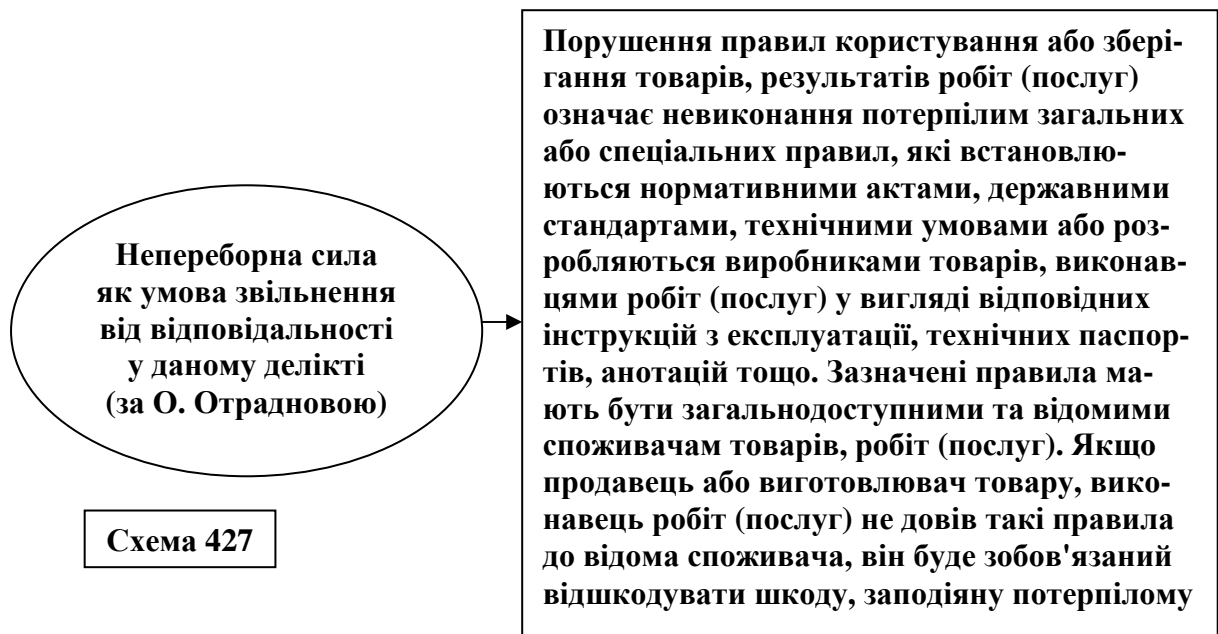 Непереборна сила
як умова звільнення
від відповідальності
у даному делікті
(за О. Отрадновою)
Схема 427
Порушення правил користування або збері-
гання товарів, результатів робіт (послуг)
означає невиконання потерпілим загальних
або спеціальних правил, які встановлю-
ються нормативними актами, державними
стандартами, технічними умовами або роз-
робляються виробниками товарів, виконав-
цями робіт (послуг) у вигляді відповідних
інструкцій з експлуатації, технічних паспор-
тів, анотацій тощо. Зазначені правила ма-
ють бути загальнодоступними та відомими
споживачам товарів, робіт (послуг). Якщо
продавець або виготовлювач товару, вико-
навець робіт (послуг) не довів такі правила
до відома споживача, він буде зобов'язаний
відшкодувати шкоду, заподіяну потерпілому